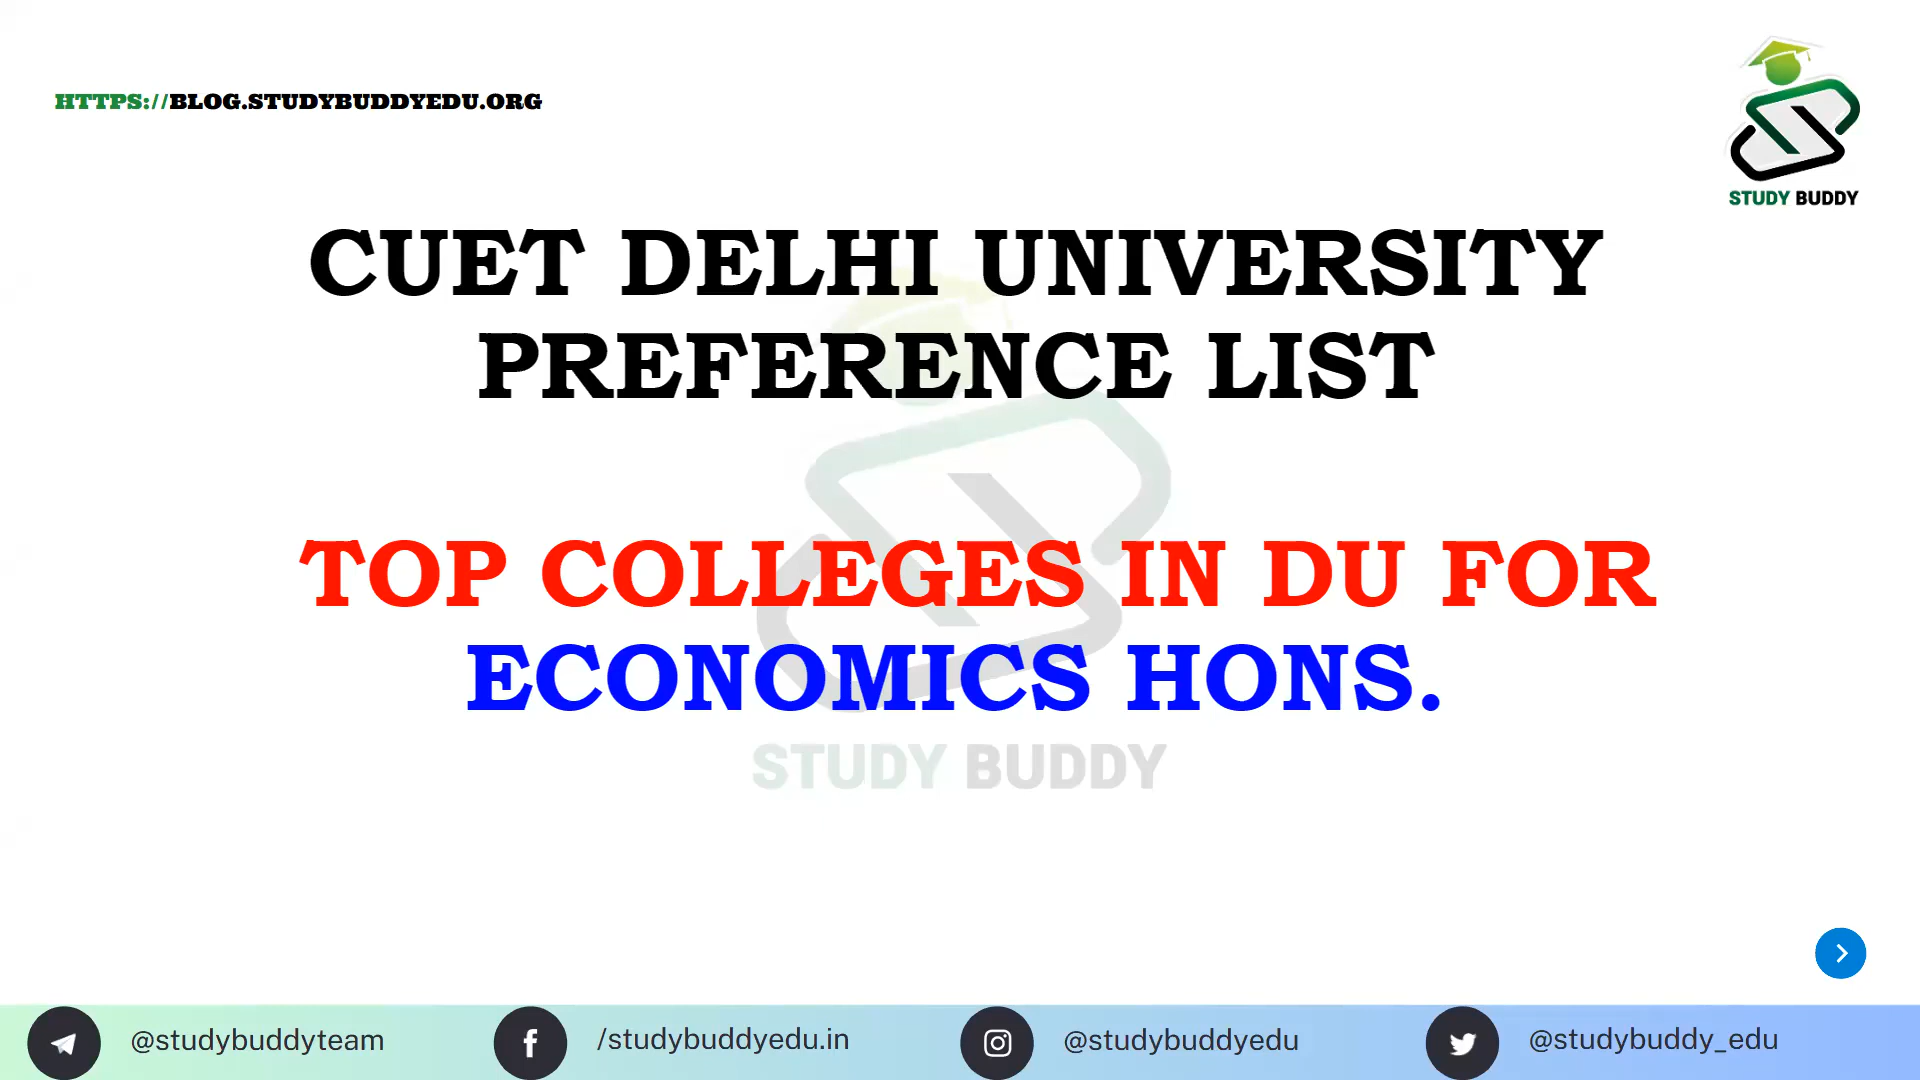 HTTPS://BLOG.STUDYBUDDYEDU.ORG
STUDY BUDDY
CUET DELHI UNIVERSITY
PREFERENCE LIST
TOP COLLEGES IN DU FOR
ECONOMICS HONS.
STUDY BUDDY
@studybuddyteam
/studybuddyedu.in
@studybuddyedu
@studybuddy_edu